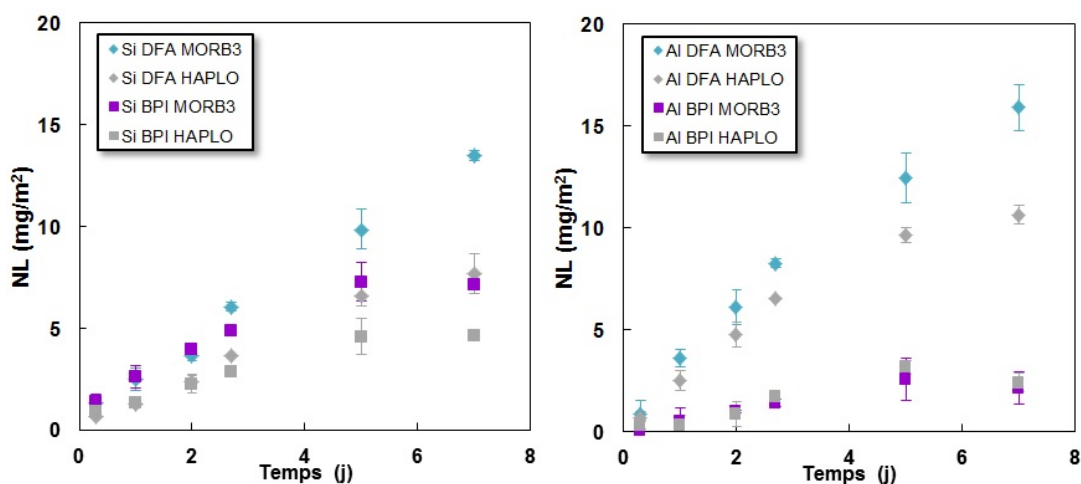 20
15
10
5
0
NL (mg/m²)
Si DFA MORB3
Si DFA HAPLO
Si BPI MORB3
Si BPI HAPLO
0 2 4 6 8
Temps (j)
20
15
10
5
0
NL (mg/m²)
Al DFA MORB3
Al DFA HAPLO
Al BPI MORB3
Al BPI HAPLO
0 2 4 6 8
Temps (j)